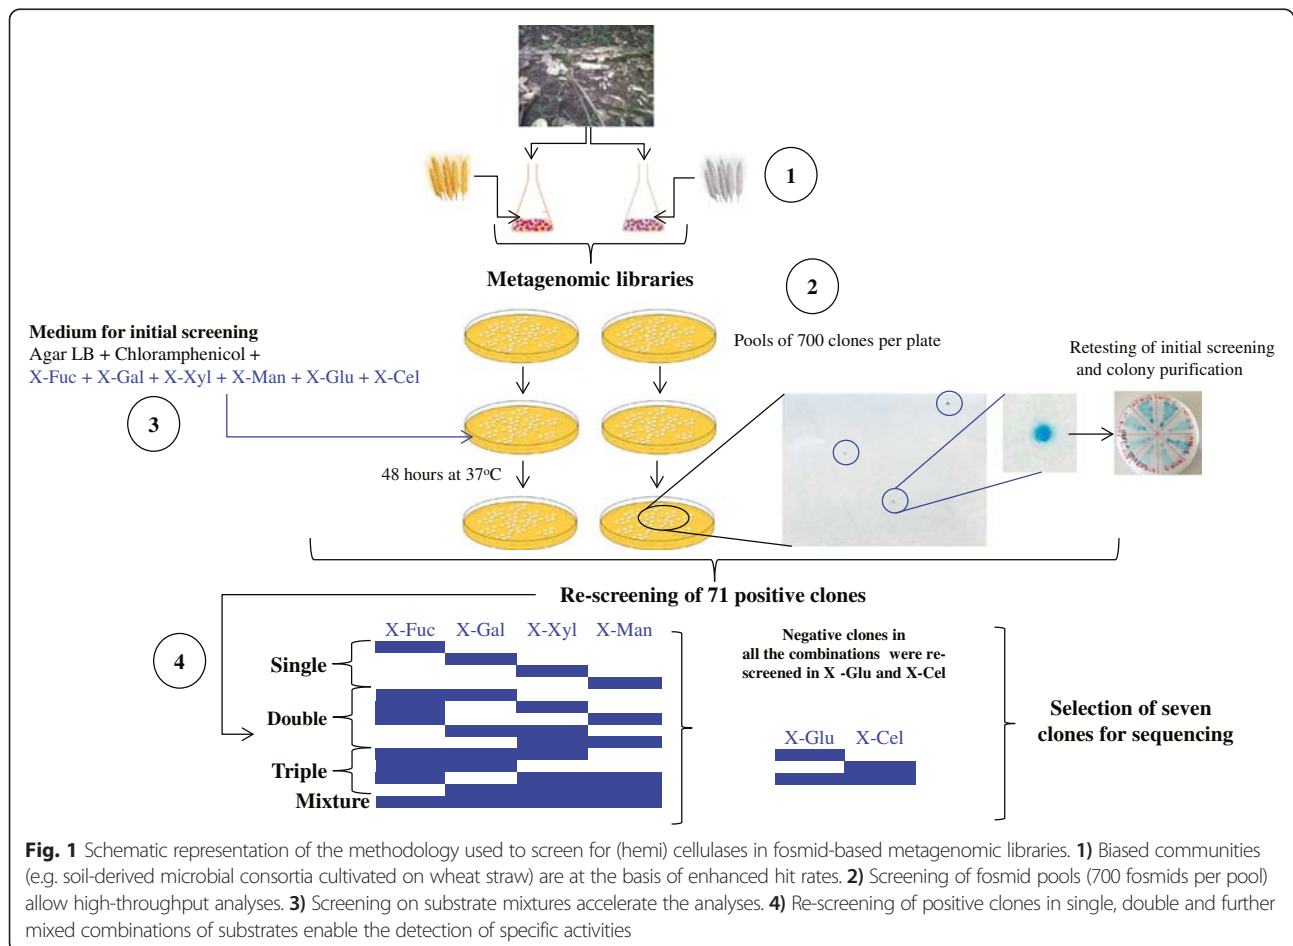 1
Metagenomic libraries
2
Medium for initial screening
Agar LB + Chloramphenicol +
X-Fuc + X-Gal + X-Xyl + X-Man + X-Glu + X-Cel
3
Pools of 700 clones per plate
Retesting of initial screening
and colony purification
48 hours at 37°C
Re-screening of 71 positive clones
4
X-Fuc X-Gal X-Xyl X-Man
Single
Double
Triple
Mixture
Negative clones in
all the combinations were re-
screened in X -Glu and X-Cel
X-Glu X-Cel
Selection of seven
clones for sequencing
Fig. 1 Schematic representation of the methodology used to screen for (hemi) cellulases in fosmid-based metagenomic libraries. 1) Biased communities
(e.g. soil-derived microbial consortia cultivated on wheat straw) are at the basis of enhanced hit rates. 2) Screening of fosmid pools (700 fosmids per pool)
allow high-throughput analyses. 3) Screening on substrate mixtures accelerate the analyses. 4) Re-screening of positive clones in single, double and further
mixed combinations of substrates enable the detection of specific activities